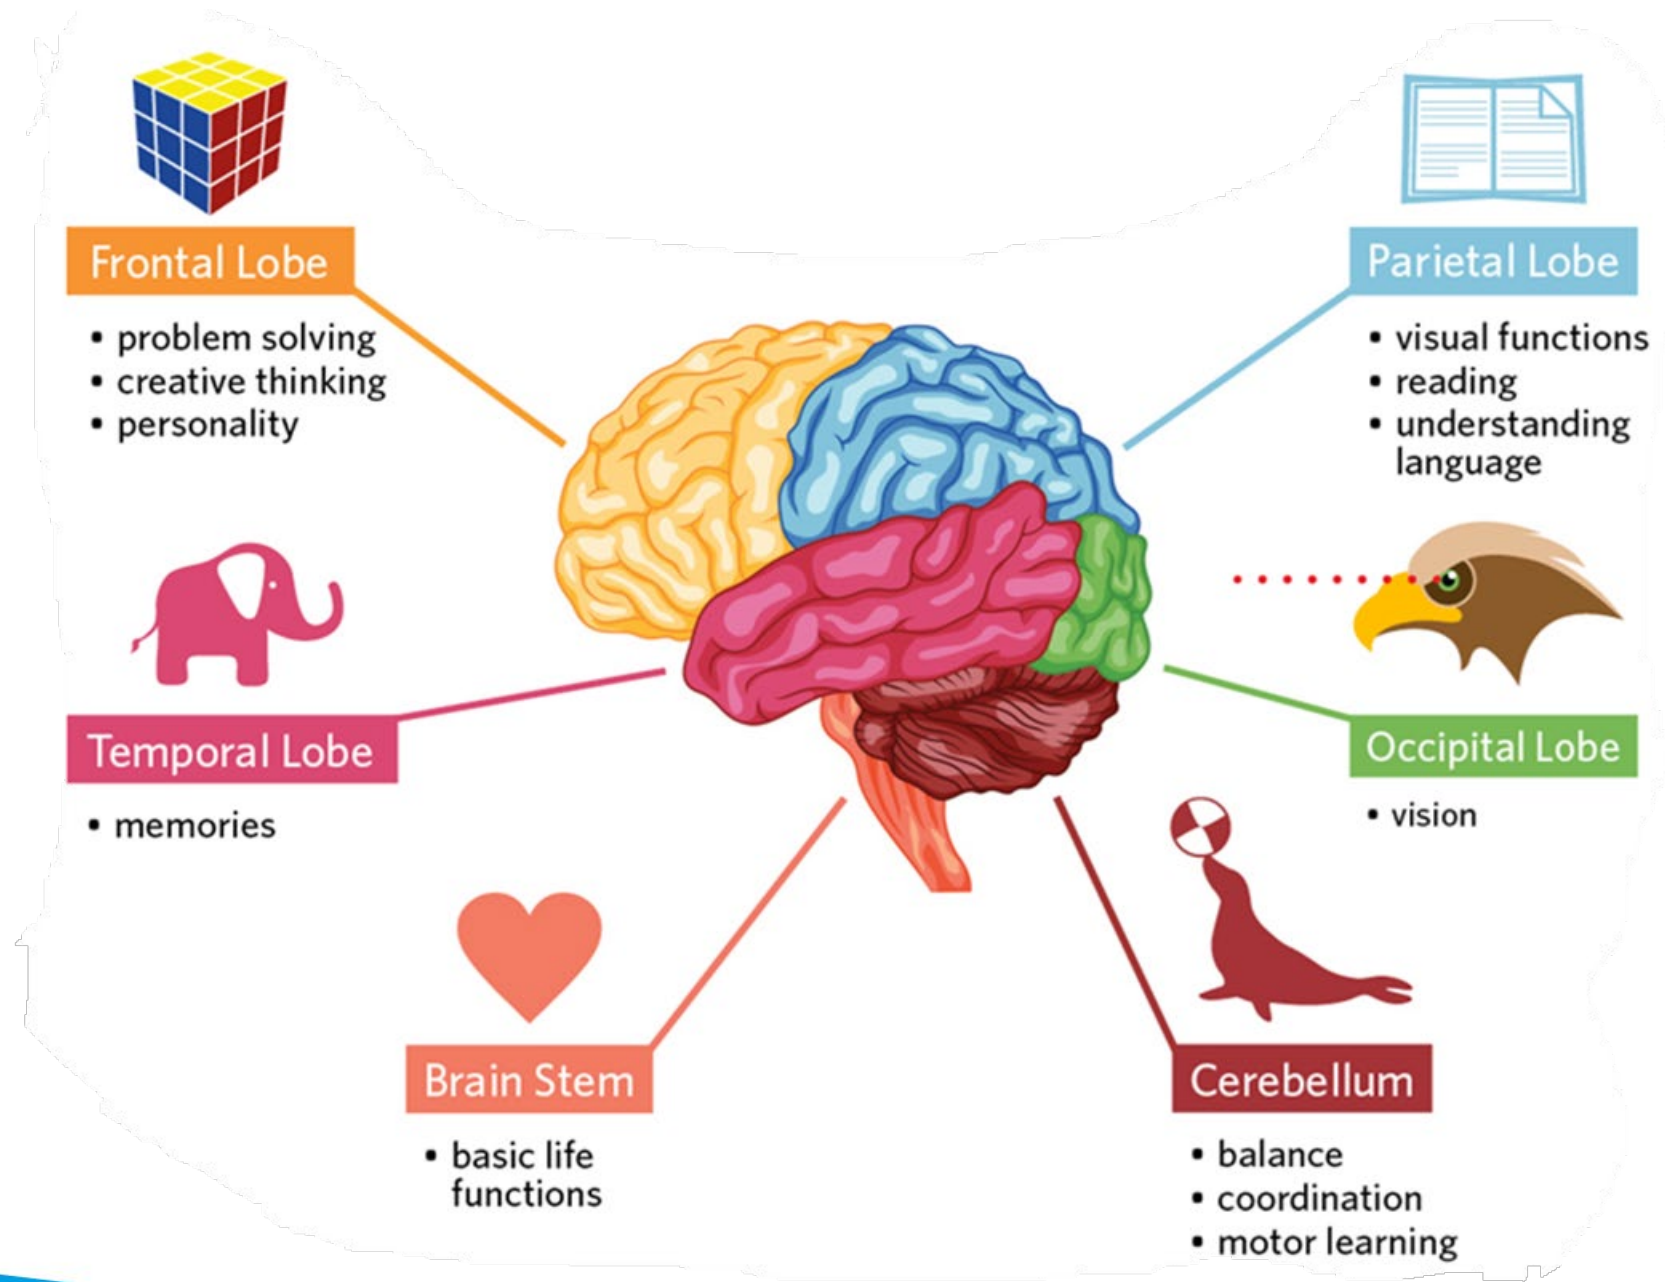 Frontal Lobe
• problem solving
• creative thinking
• personality
Parietal Lobe
• visual functions
• reading
• understanding
language
Temporal Lobe
• memories
Occipital Lobe
• vision
Brain Stem
• basic life
functions
Cerebellum
• balance
• coordination
• motor learning